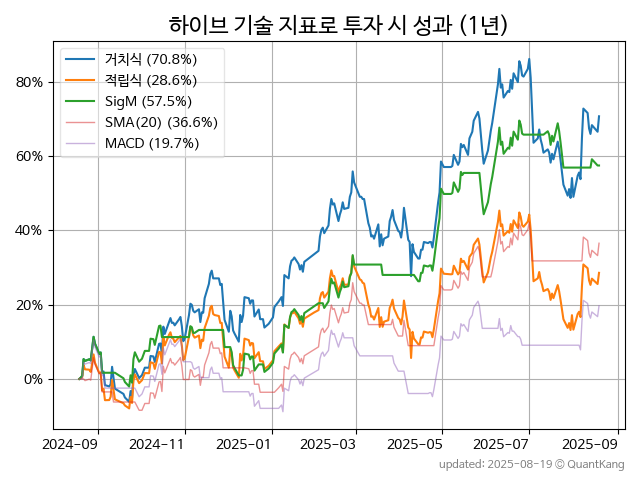 하이브 기술 지표로 투자 시 성과 (1년)
거치식 (70.8%)
적립식 (28.6%)
SigM (57.5%)
SMA(20) (36.6%)
MACD (19.7%)
80%
60%
40%
20%
0%
2024-09 2024-11 2025-01 2025-03 2025-05 2025-07 2025-09
updated: 2025-08-19 © QuantKang